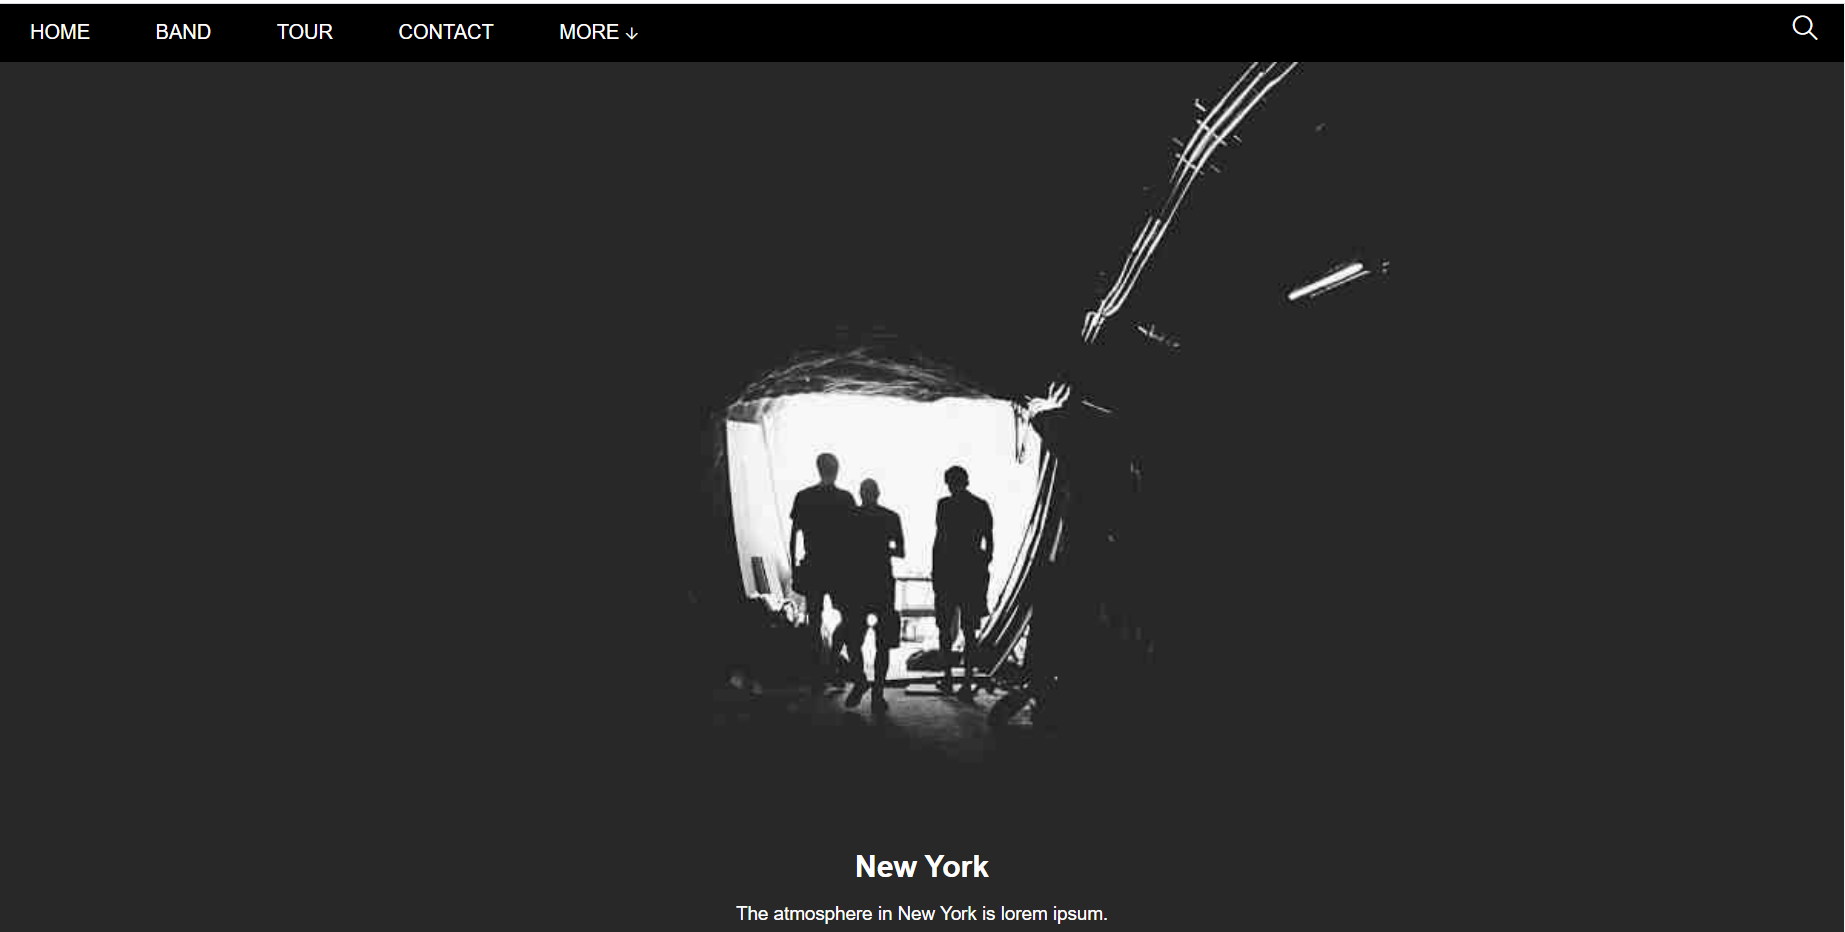 HOME BAND TOUR CONTACT MORE ↓
New York
The atmosphere in New York is lorem ipsum.